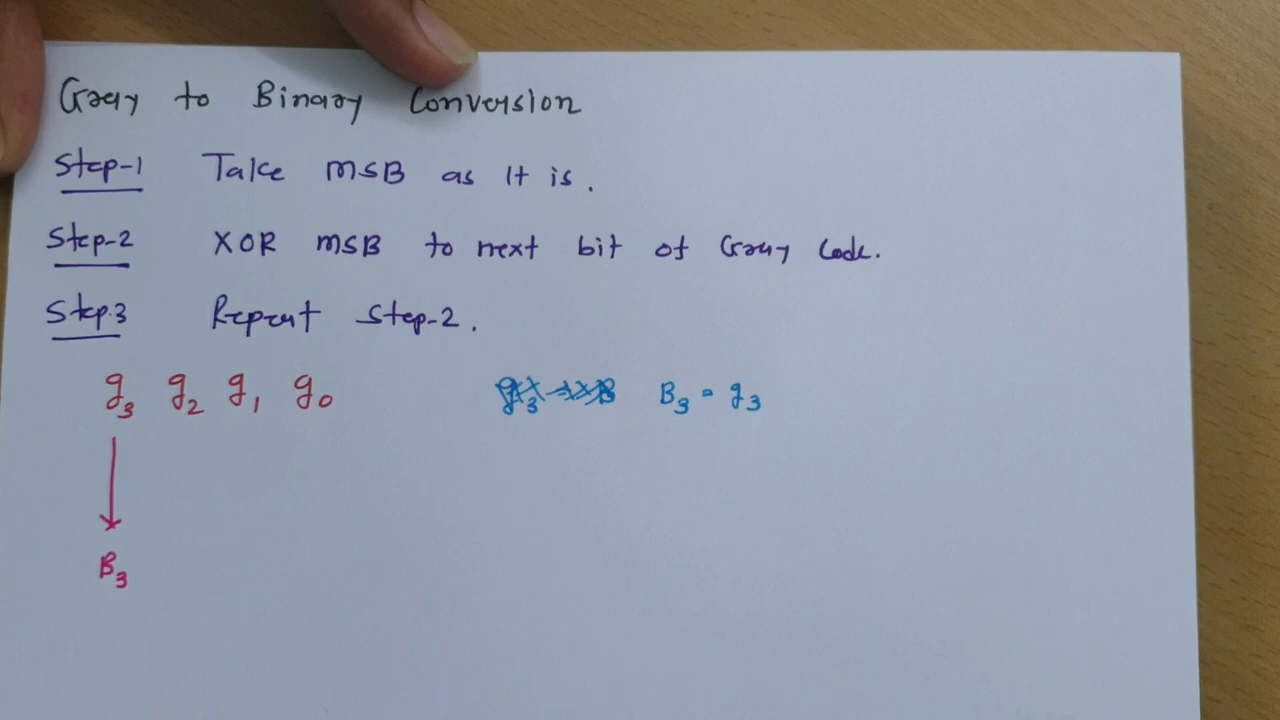 Gray to Binary Conversion
Step-1 Take MSB as It is.
Step-2 XOR MSB to next bit of Gray Code.
Step.3 Repeat Step-2.
g₃ g₂ g₁ g₀ B₃ = g₃
B₃